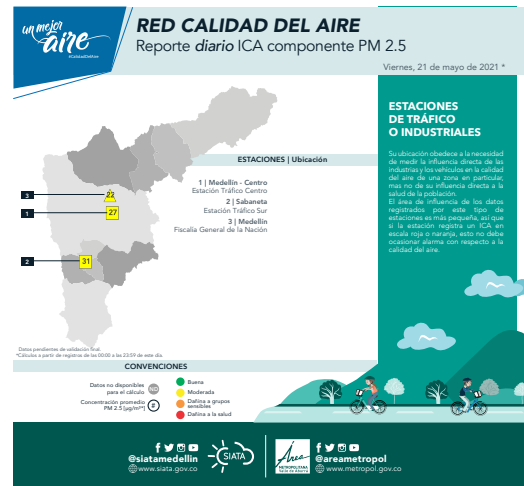 un mejor
aire
#CalidadDelAire
RED CALIDAD DEL AIRE
Reporte diario ICA componente PM 2.5
Viernes, 21 de mayo de 2021 *
ESTACIONES
DE TRÁFICO
O INDUSTRIALES
Su ubicación obedece a la necesidad
de medir la influencia directa de las
industrias y los vehículos en la calidad
del aire de una zona en particular,
mas no de su influencia directa a la
salud de la población.
El área de influencia de los datos
registrados por este tipo de
estaciones es más pequeña, así que
si la estación registra un ICA en
escala roja o naranja, esto no debe
ocasionar alarma con respecto a la
calidad del aire.
ESTACIONES | Ubicación
1 | Medellín - Centro
Estación Tráfico Centro
2 | Sabaneta
Estación Tráfico Sur
3 | Medellín
Fiscalía General de la Nación
3
22
1
27
2
31
Datos pendientes de validación final.
*Cálculos a partir de registros de las 00:00 a las 23:59 de este día.
CONVENCIONES
Datos no disponibles
para el cálculo
ND
Concentración promedio
PM 2.5 [µg/m³*]
#
Buena
Moderada
Dañina a grupos
sensibles
Dañina a la salud
@siatamedellin
www.siata.gov.co
SIATA
Área
METROPOLITANA
Valle de Aburrá
@areametropol
www.metropol.gov.co